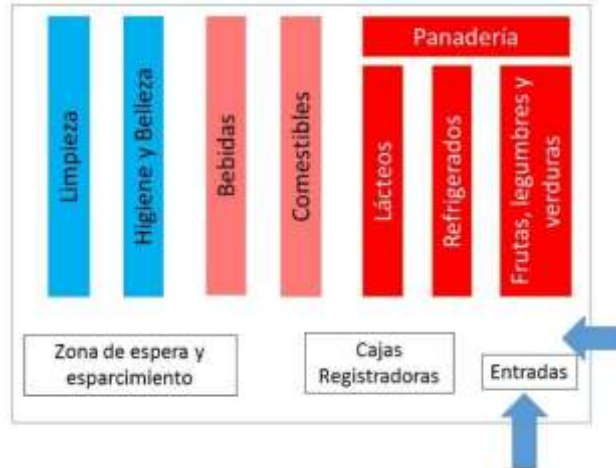 Limpieza
Higiene y Belleza
Bebidas
Comestibles
Panadería
Lácteos
Refrigerados
Frutas, legumbres y
verduras
Zona de espera y
esparcimiento
Cajas
Registradoras
Entradas